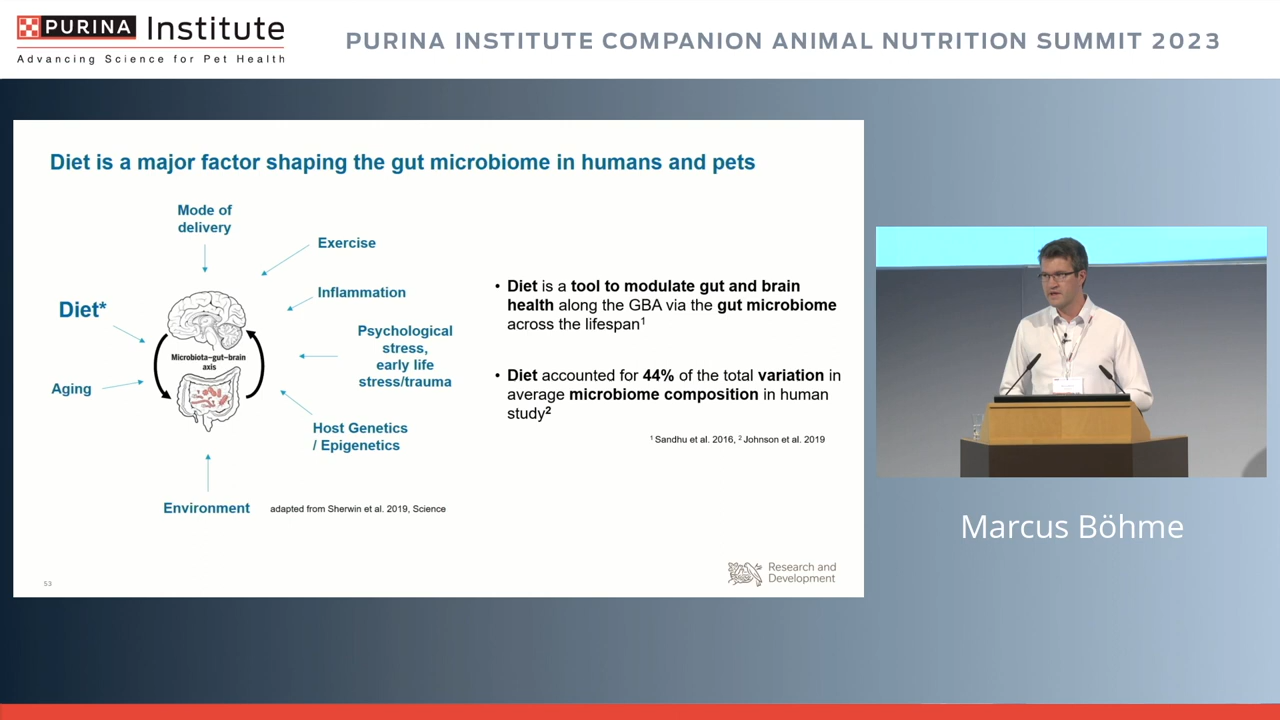 PURINA Institute
Advancing Science for Pet Health
PURINA INSTITUTE COMPANION ANIMAL NUTRITION SUMMIT 2023
Diet is a major factor shaping the gut microbiome in humans and pets
Mode of
delivery
Exercise
Inflammation
Diet*
Psychological
stress,
early life
stress/trauma
Microbiota–gut–brain
axis
Aging
Host Genetics
/ Epigenetics
Environment
adapted from Sherwin et al. 2019, Science
• Diet is a tool to modulate gut and brain
health along the GBA via the gut microbiome
across the lifespan¹
• Diet accounted for 44% of the total variation in
average microbiome composition in human
study²
¹ Sandhu et al. 2016, ² Johnson et al. 2019
53
Research and
Development
Marcus Böhme